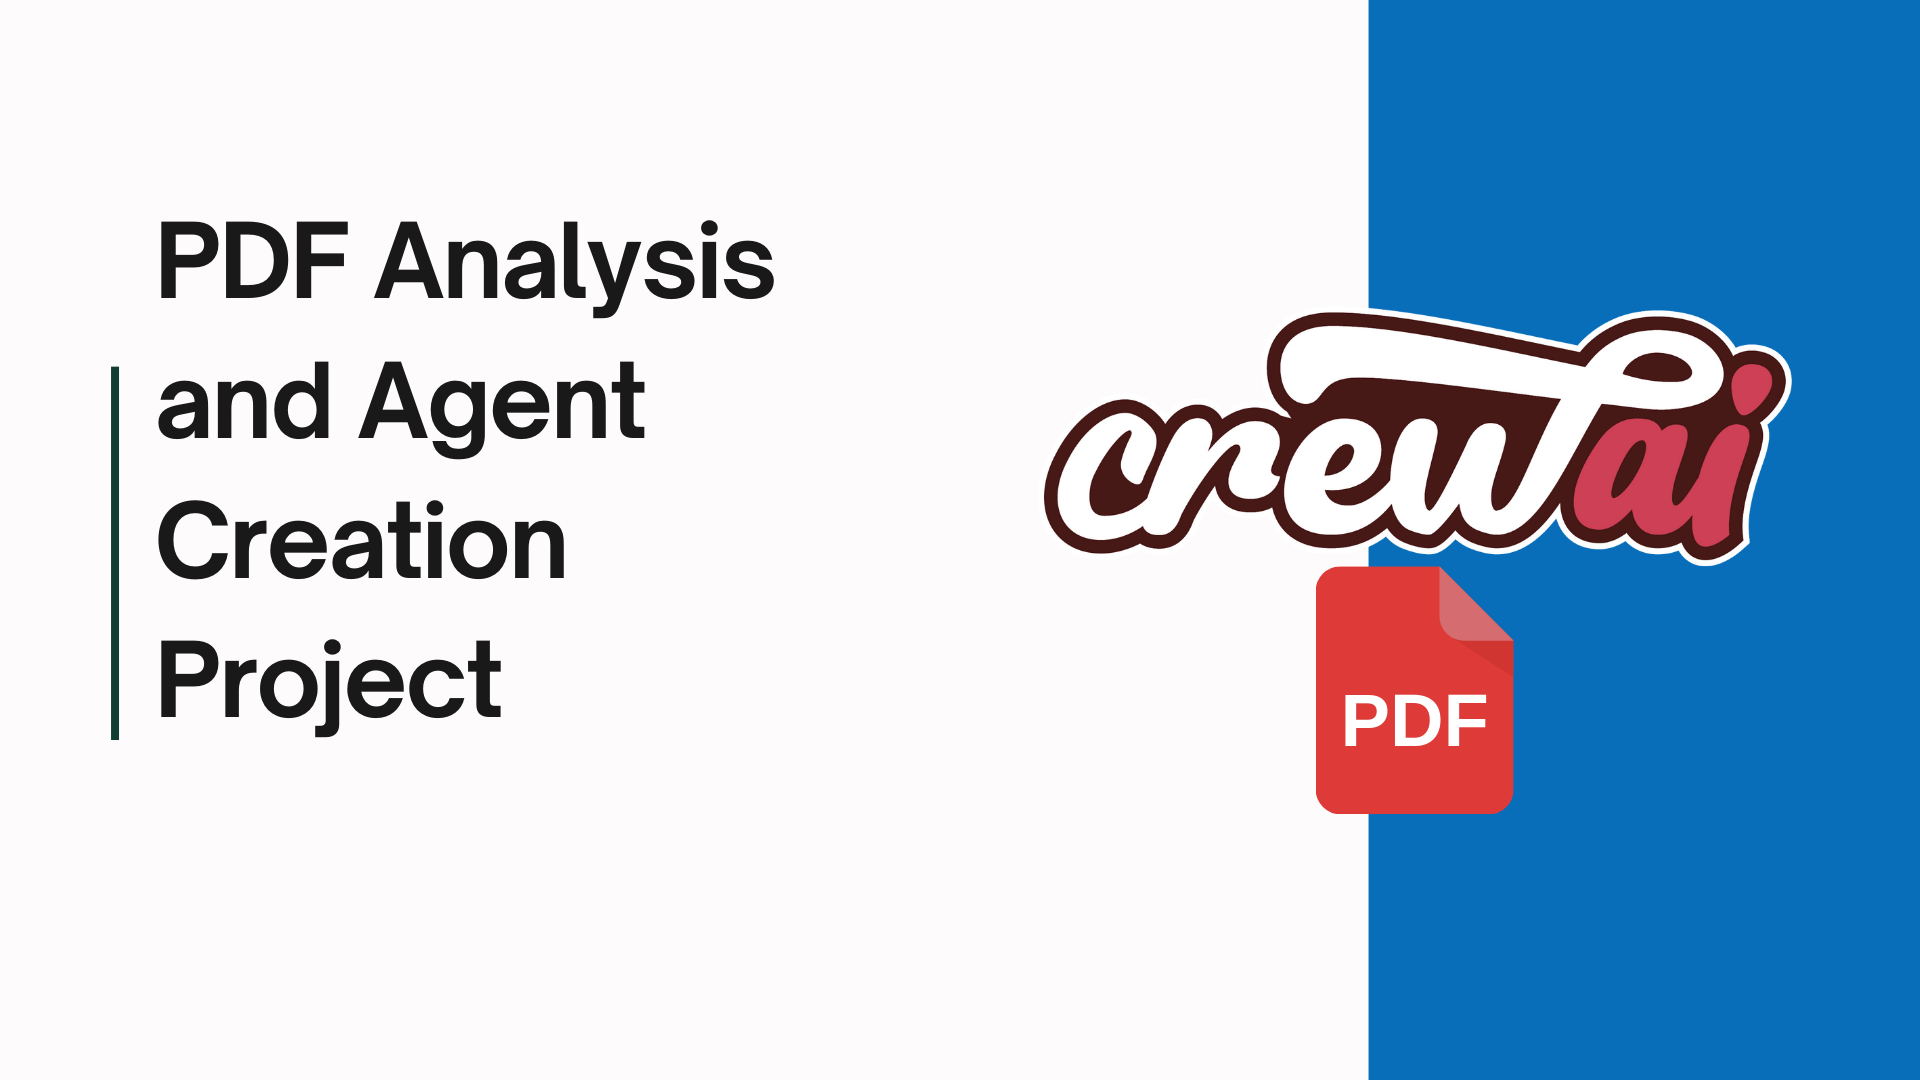 PDF Analysis
and Agent
Creation
Project
crewai
PDF